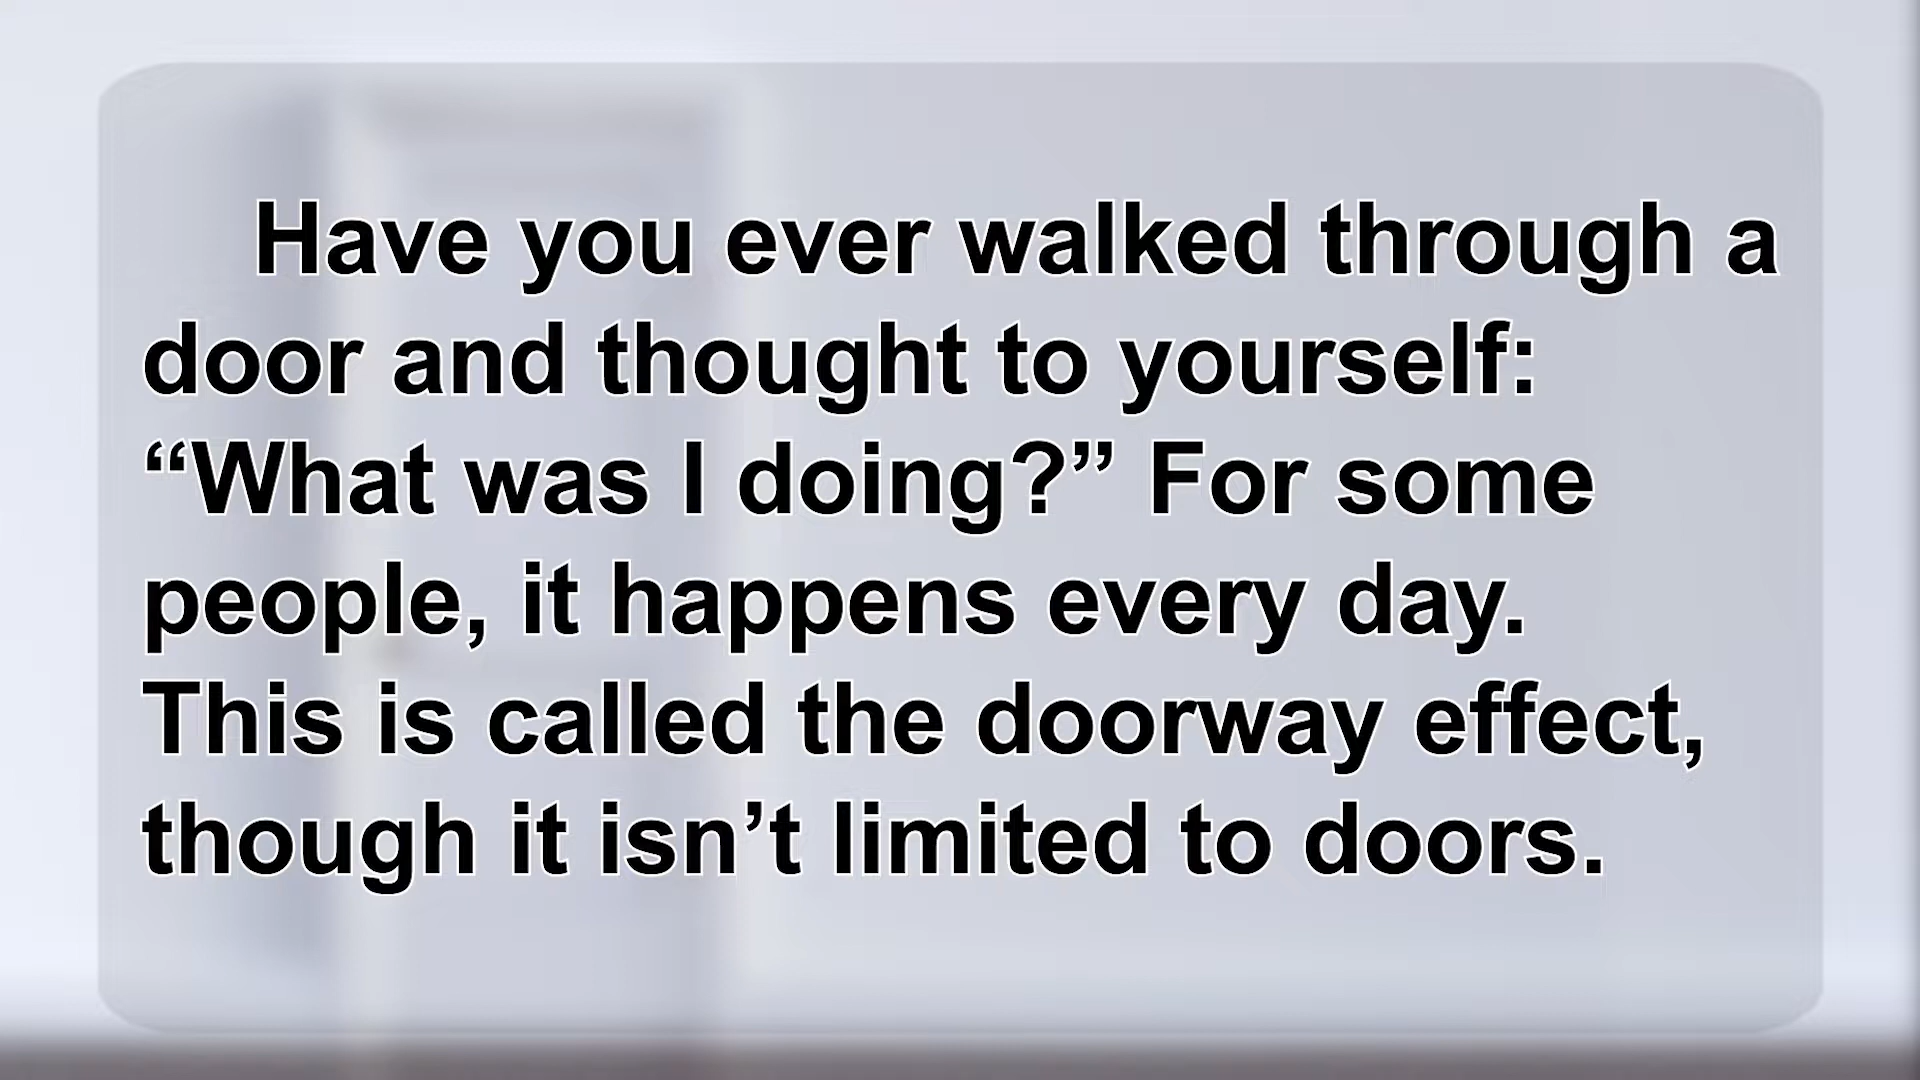 Have you ever walked through a
door and thought to yourself:
“What was I doing?” For some
people, it happens every day.
This is called the doorway effect,
though it isn’t limited to doors.